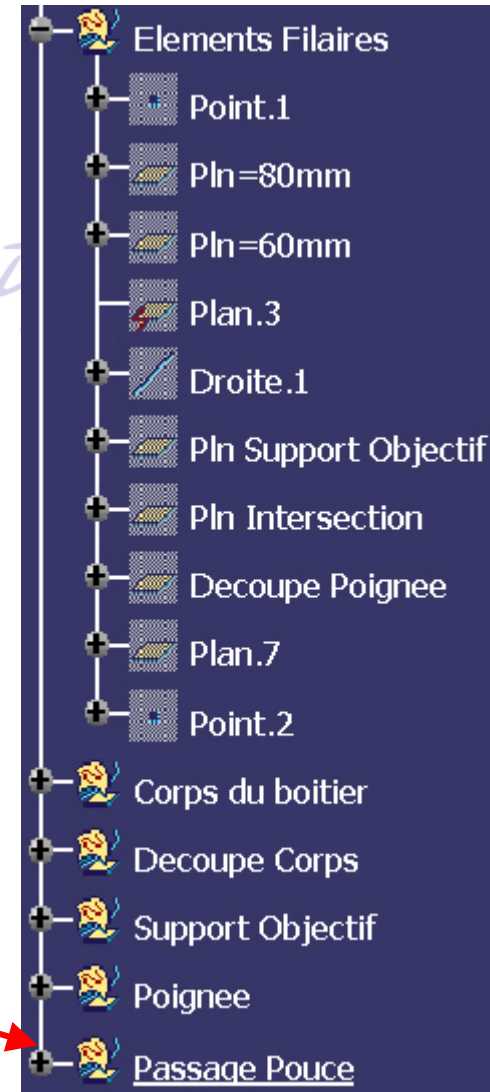 Elements Filaires
Point.1
Pln=80mm
Pln=60mm
Plan.3
Droite.1
Pln Support Objectif
Pln Intersection
Decoupe Poignee
Plan.7
Point.2
Corps du boitier
Decoupe Corps
Support Objectif
Poignee
Passage Pouce